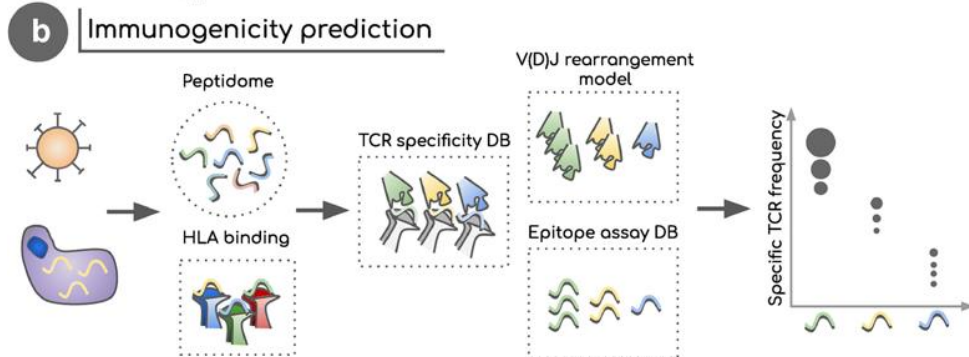 b
Immunogenicity prediction
Peptidome
HLA binding
TCR specificity DB
V(D)J rearrangement
model
Epitope assay DB
Specific TCR frequency